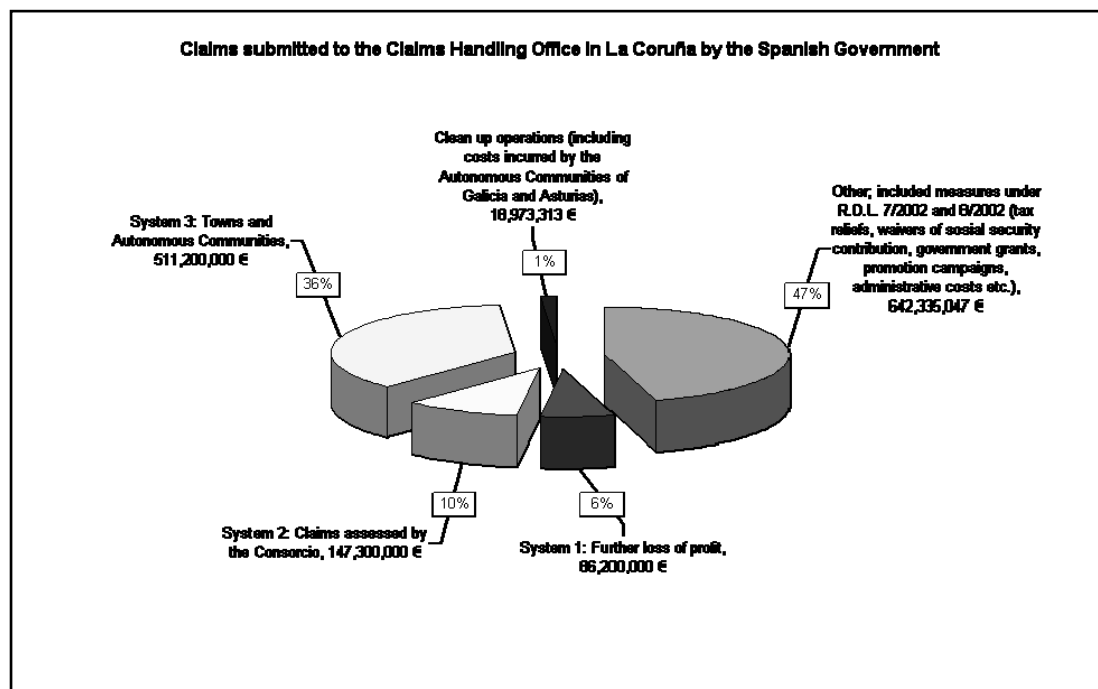 Claims submitted to the Claims Handling Office in La Coruña by the Spanish Government
Clean up operations (including
costs incurred by the
Autonomous Communities of
Galicia and Asturias),
18,973,313 €
1%
Other, included measures under
R.D.L. 7/2002 and 8/2002 (tax
reliefs, waivers of sosial security
contribution, government grants,
promotion campaigns,
administrative costs etc.),
642,335,047 €
47%
System 3: Towns and
Autonomous Communities,
511,200,000 €
36%
10%
System 2: Claims assessed by
the Consorcio, 147,300,000 €
6%
System 1: Further loss of profit,
86,200,000 €